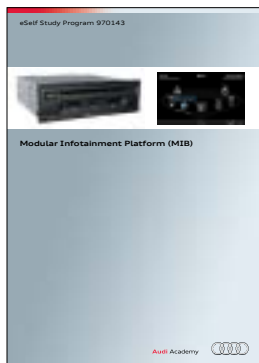 eSelf Study Program 970143
Modular Infotainment Platform (MIB)
Audi Academy